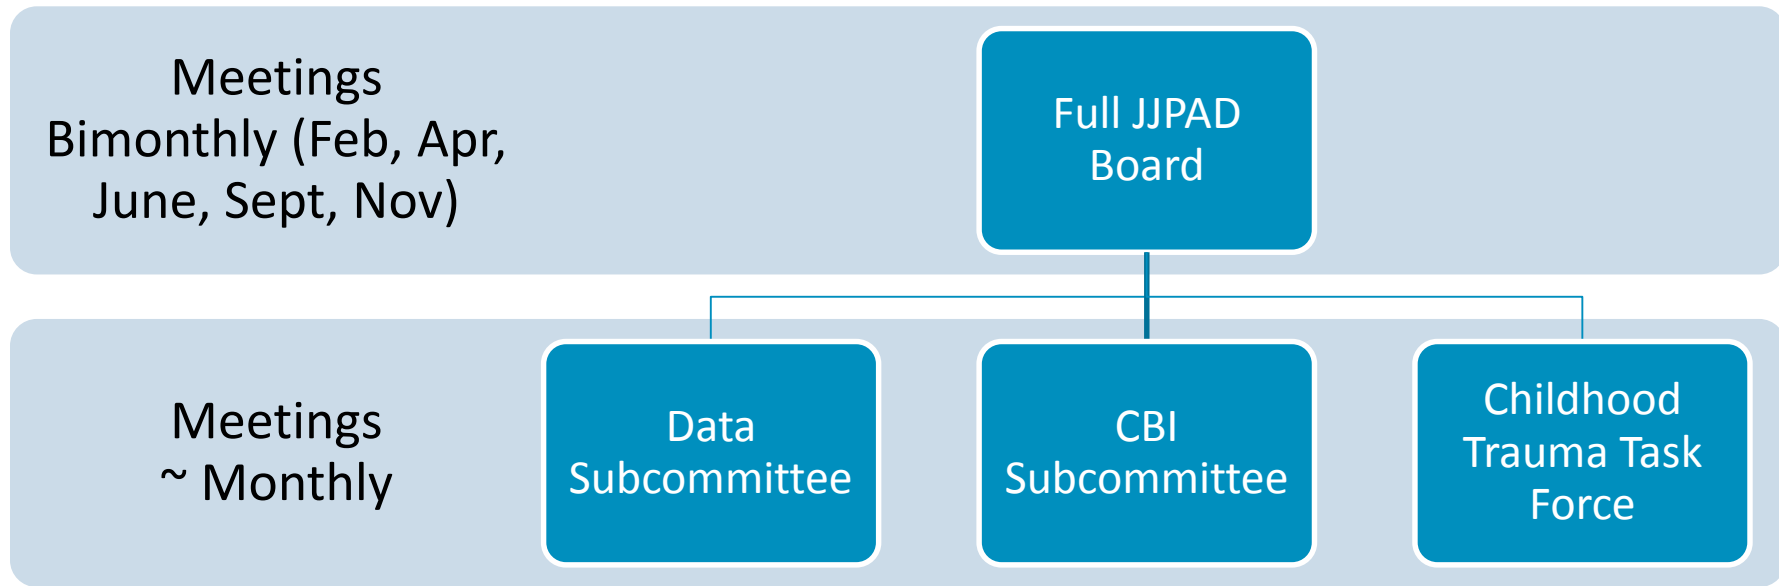 Meetings
Bimonthly (Feb, Apr,
June, Sept, Nov)
Full JJPAD
Board
Meetings
~ Monthly
Data
Subcommittee
CBI
Subcommittee
Childhood
Trauma Task
Force